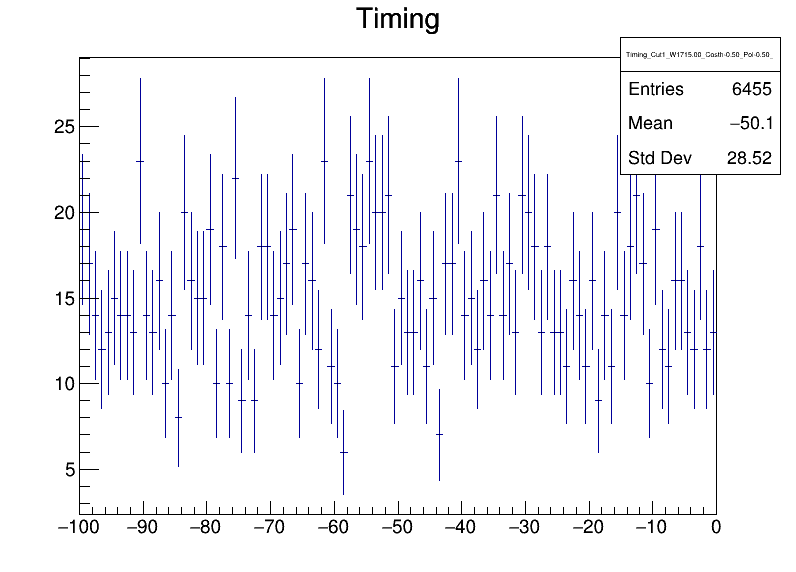 Timing
Timing_Cut1_W1715.00_Costh-0.50_Pol-0.50_
Entries 6455
Mean −50.1
Std Dev 28.52
25
20
15
10
5
−100 −90 −80 −70 −60 −50 −40 −30 −20 −10 0